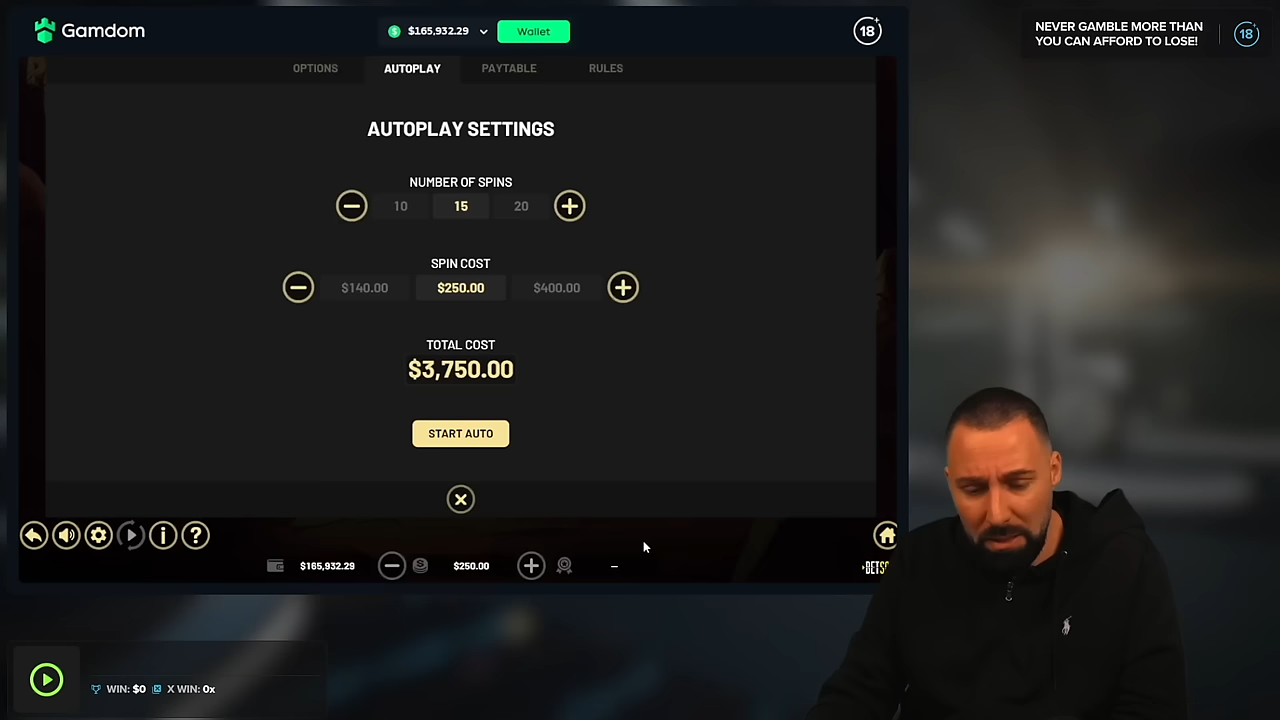 Gamdom
$165,932.29
Wallet
18+
NEVER GAMBLE MORE THAN
YOU CAN AFFORD TO LOSE!
18+
OPTIONS
AUTOPLAY
PAYTABLE
RULES
AUTOPLAY SETTINGS
NUMBER OF SPINS
10
15
20
SPIN COST
$140.00
$250.00
$400.00
TOTAL COST
$3,750.00
START AUTO
$165,932.29
$250.00
–
WIN: $0
X WIN: 0x